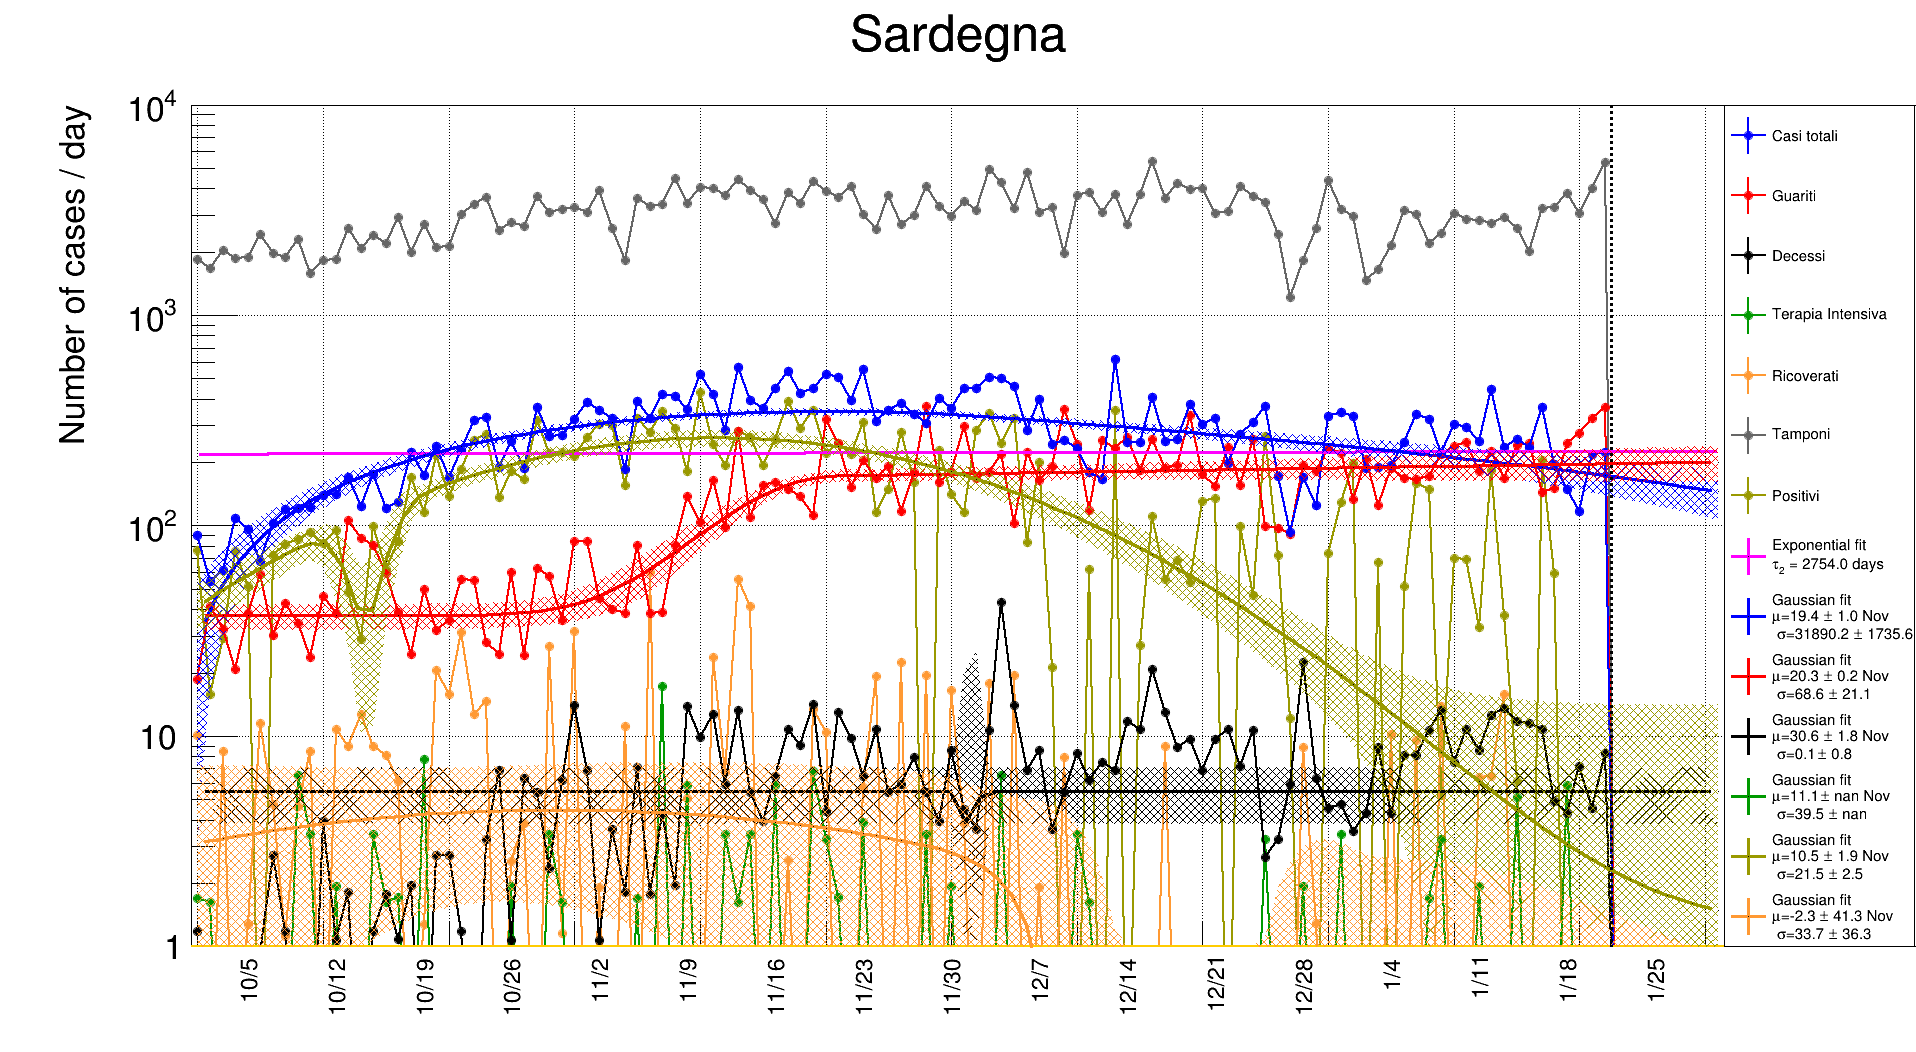 Sardegna
Number of cases / day
10⁴
10³
10²
10
1
10/5
10/12
10/19
10/26
11/2
11/9
11/16
11/23
11/30
12/7
12/14
12/21
12/28
1/4
1/11
1/18
1/25
Casi totali
Guariti
Decessi
Terapia Intensiva
Ricoverati
Tamponi
Positivi
Exponential fit
τ₂ = 2754.0 days
Gaussian fit
μ=19.4 ± 1.0 Nov
σ=31890.2 ± 1735.6
Gaussian fit
μ=20.3 ± 0.2 Nov
σ=68.6 ± 21.1
Gaussian fit
μ=30.6 ± 1.8 Nov
σ=0.1 ± 0.8
Gaussian fit
μ=11.1 ± nan Nov
σ=39.5 ± nan
Gaussian fit
μ=10.5 ± 1.9 Nov
σ=21.5 ± 2.5
Gaussian fit
μ=-2.3 ± 41.3 Nov
σ=33.7 ± 36.3